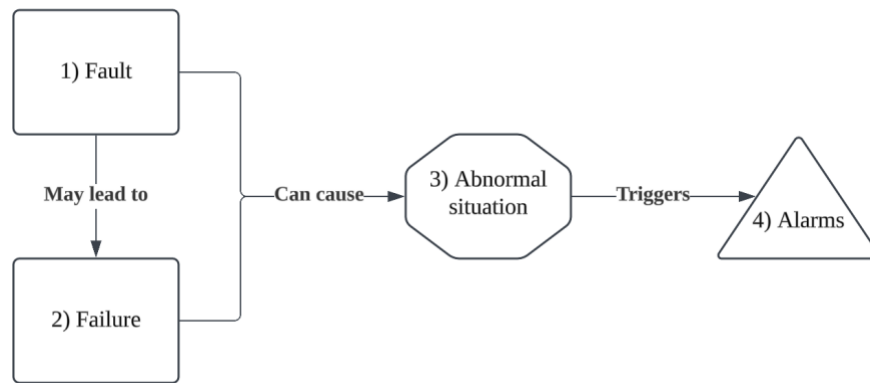 1) Fault
May lead to
2) Failure
Can cause
3) Abnormal
situation
Triggers
4) Alarms